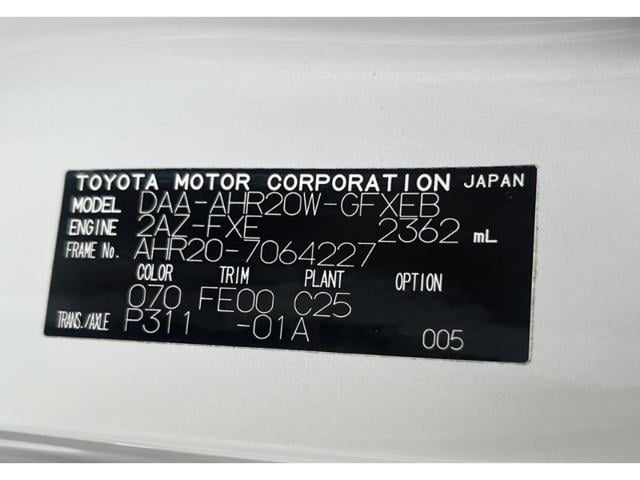 TOYOTA MOTOR CORPORATION JAPAN
MODEL DAA-AHR20W-GFXEB
ENGINE 2AZ-FXE 2362 mL
FRAME No. AHR20-7064227
COLOR TRIM PLANT OPTION
070 FE00 C25
TRANS./AXLE P311 -01A 005